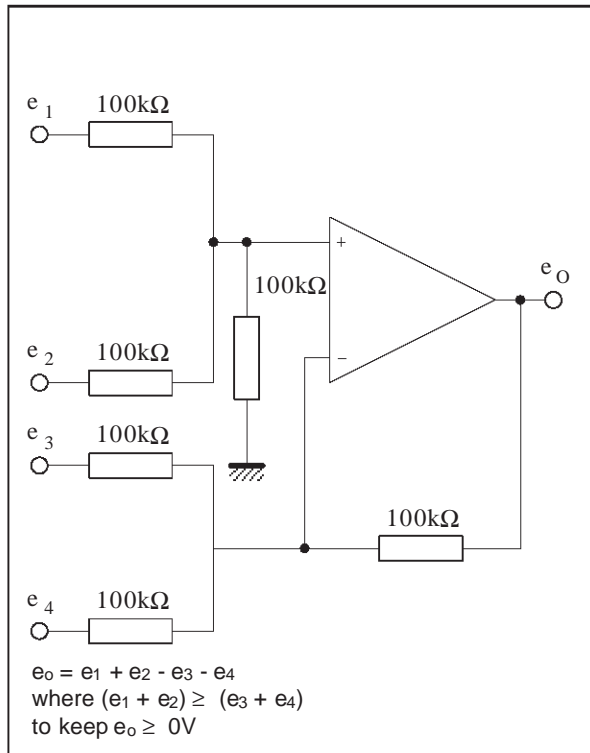 e 1
100kΩ
+
100kΩ
e O
−
e 2
100kΩ
e 3
100kΩ
100kΩ
e 4
100kΩ
eo = e1 + e2 - e3 - e4
where (e1 + e2) ≥ (e3 + e4)
to keep eo ≥ 0V